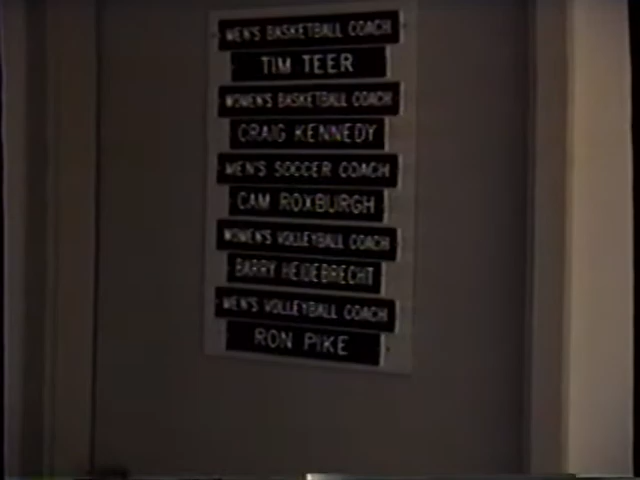 MEN'S BASKETBALL COACH
TIM TEER
WOMEN'S BASKETBALL COACH
CRAIG KENNEDY
MEN'S SOCCER COACH
CAM ROXBURGH
WOMEN'S VOLLEYBALL COACH
BARRY HEIDEBRECHT
MEN'S VOLLEYBALL COACH
RON PIKE